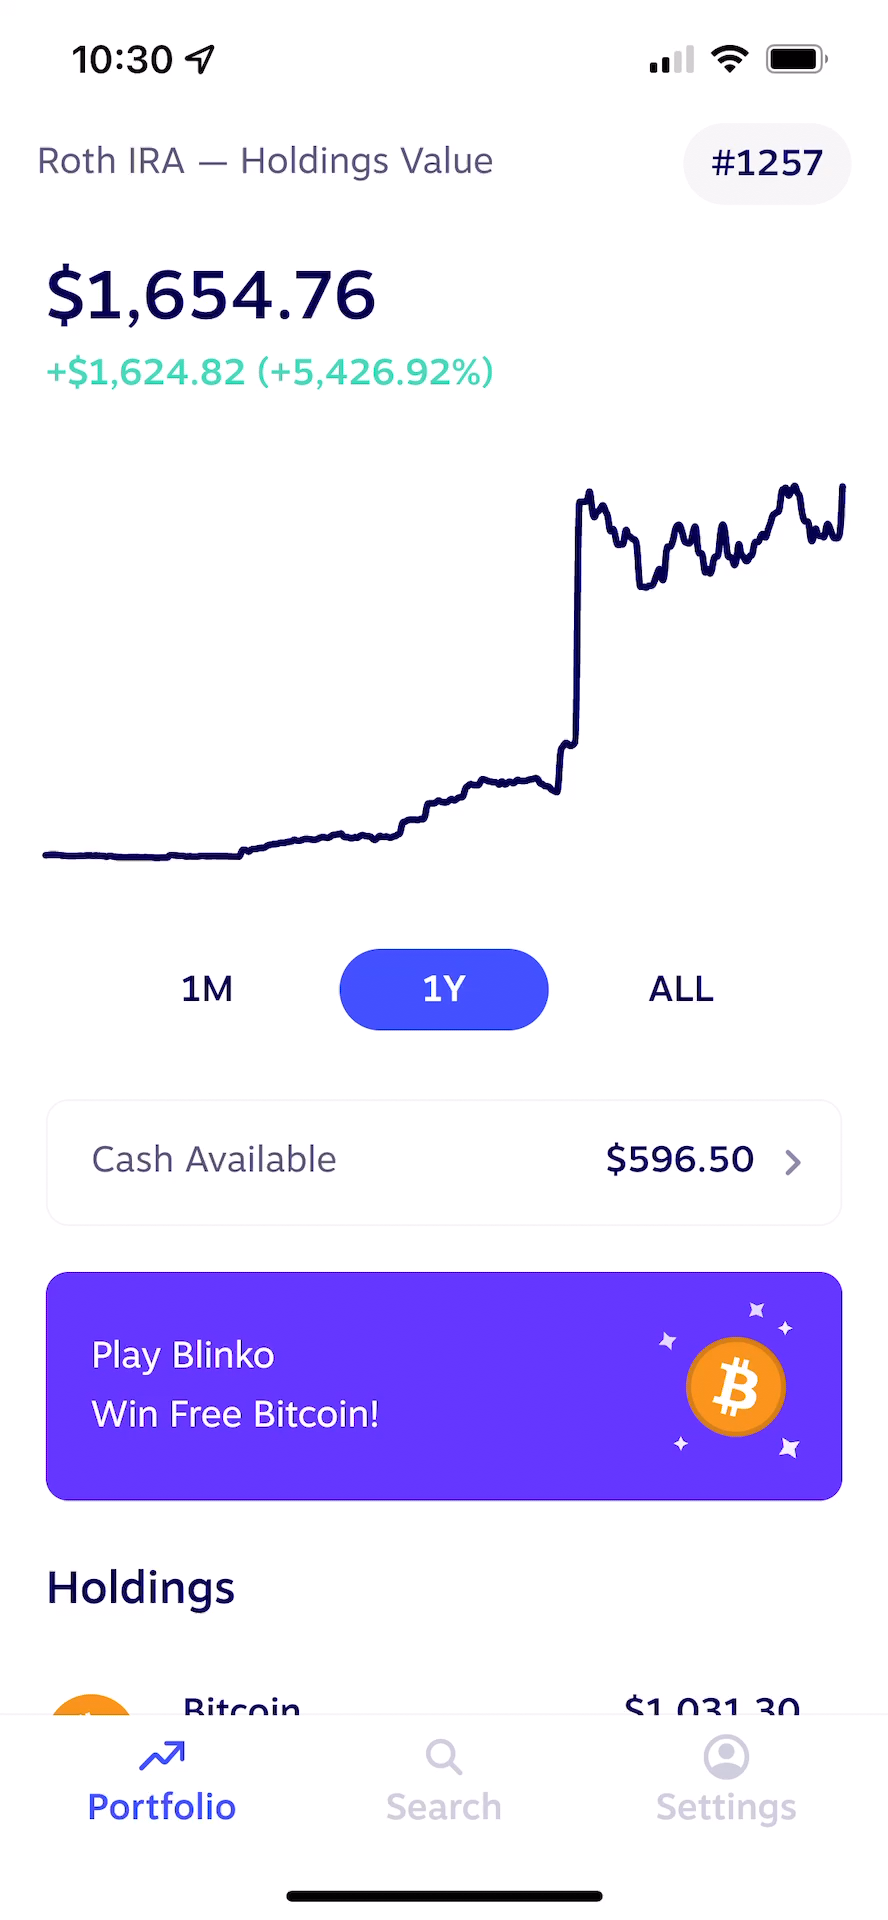 10:30
Roth IRA — Holdings Value
#1257
$1,654.76
+$1,624.82 (+5,426.92%)
1M 1Y ALL
Cash Available $596.50
Play Blinko
Win Free Bitcoin!
Holdings
Bitcoin $1,031.30
Portfolio Search Settings